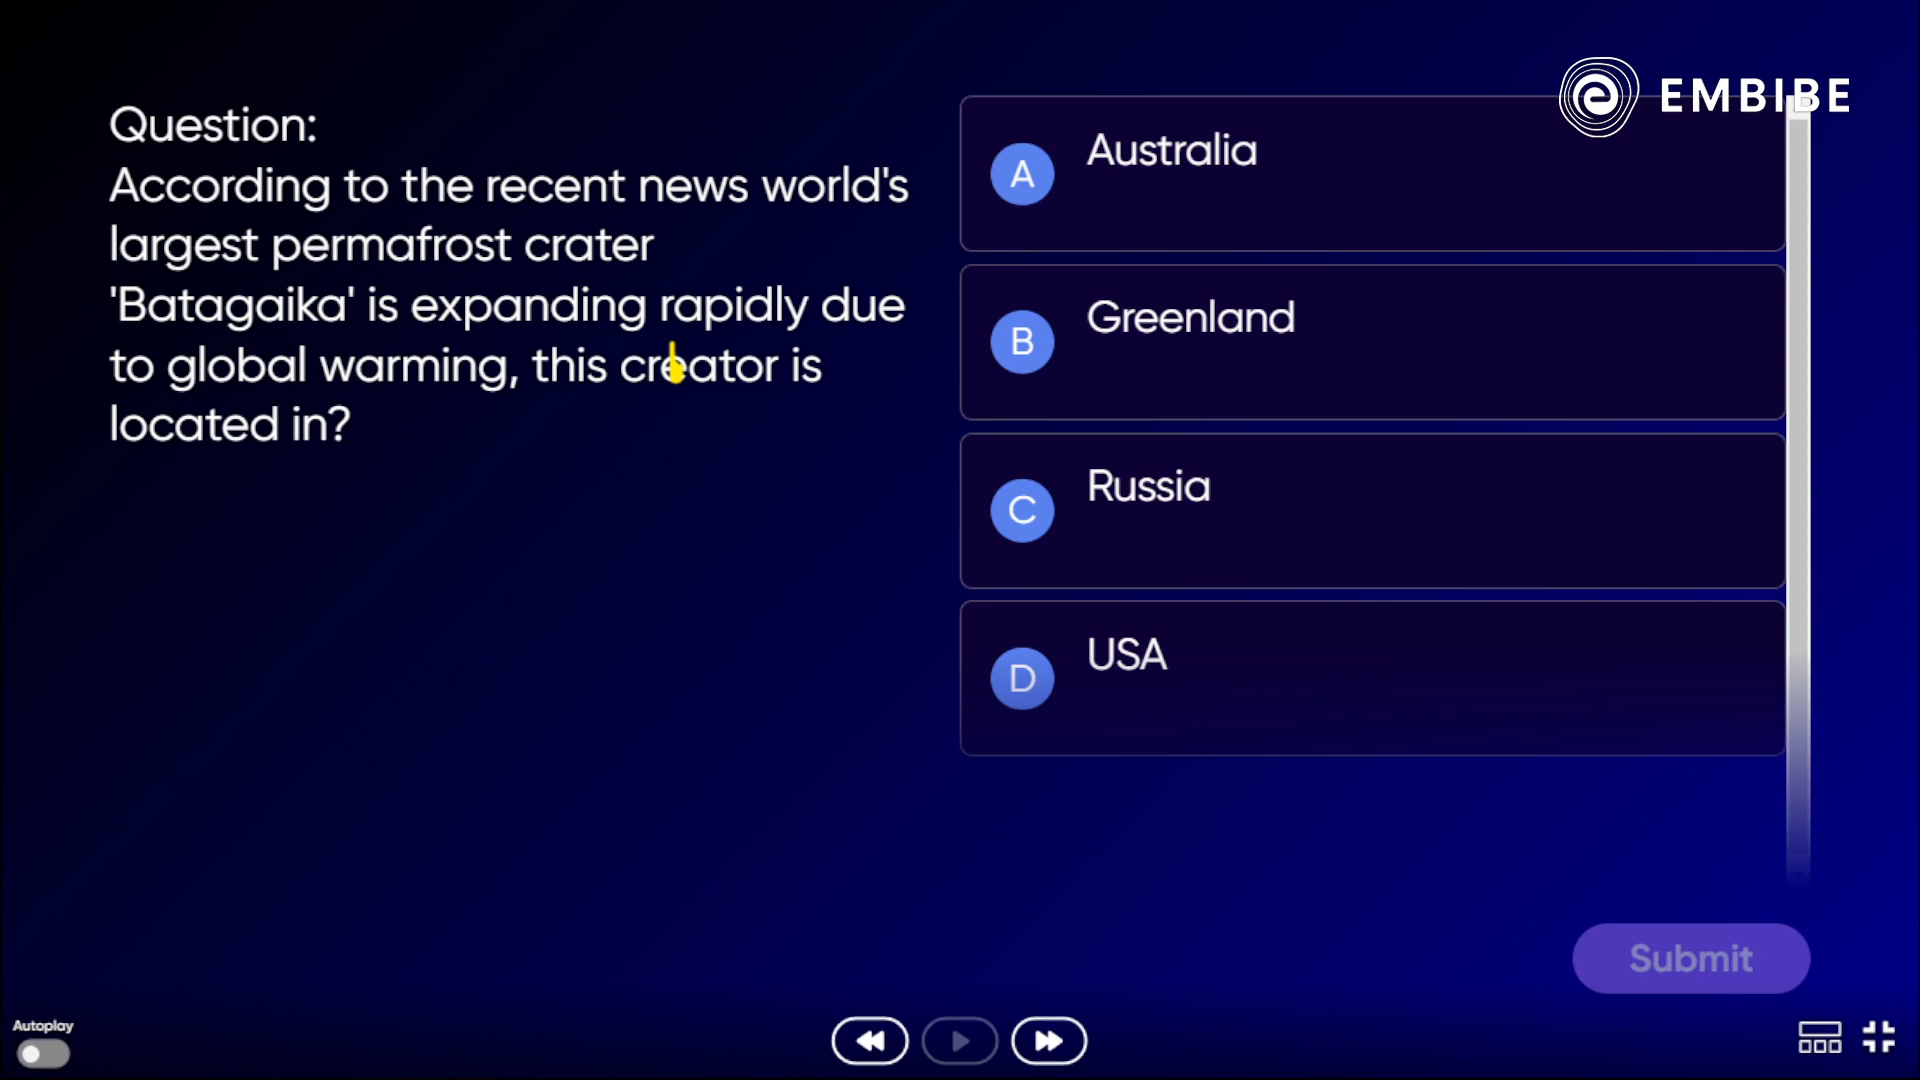 EMBIBE
Question:
According to the recent news world's
largest permafrost crater
'Batagaika' is expanding rapidly due
to global warming, this creator is
located in?
A Australia
B Greenland
C Russia
D USA
Submit
Autoplay